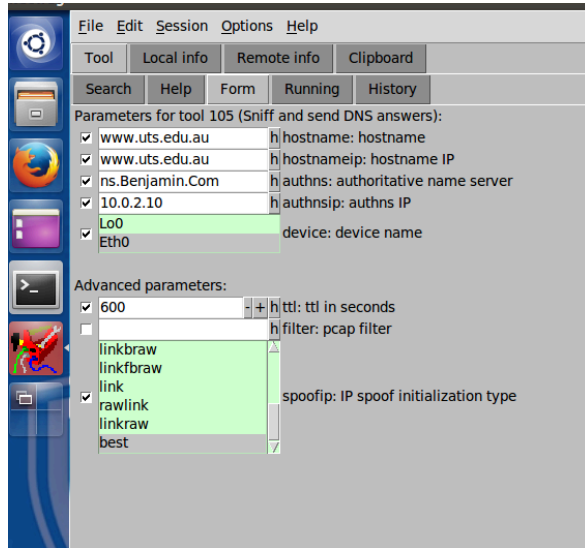 File Edit Session Options Help
Tool Local info Remote info Clipboard
Search Help Form Running History
Parameters for tool 105 (Sniff and send DNS answers):
www.uts.edu.au h hostname: hostname
www.uts.edu.au h hostnameip: hostname IP
ns.Benjamin.Com h authns: authoritative name server
10.0.2.10 h authnsip: authns IP
Lo0
Eth0
device: device name
Advanced parameters:
600 - + h ttl: ttl in seconds
h filter: pcap filter
linkbraw
linkfbraw
link
rawlink
linkraw
best
spoofip: IP spoof initialization type
>_